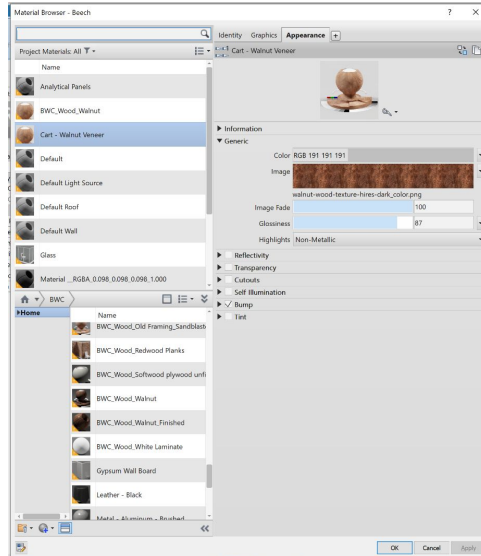 Material Browser - Beech
? X
Identity Graphics Appearance +
Project Materials: All
Cart - Walnut Veneer
Name
Analytical Panels
BWC_Wood_Walnut
Cart - Walnut Veneer
Default
Default Light Source
Default Roof
Default Wall
Glass
Material __RGBA_0.098_0.098_0.098_1.000
Information
Generic
Color RGB 191 191 191
Image
walnut-wood-texture-hires-dark_color.png
Image Fade 100
Glossiness 87
Highlights Non-Metallic
Reflectivity
Transparency
Cutouts
Self Illumination
Bump
Tint
BWC
Home
Name
BWC_Wood_Old Framing_Sandblaste
BWC_Wood_Redwood Planks
BWC_Wood_Softwood plywood unfi
BWC_Wood_Walnut
BWC_Wood_Walnut_Finished
BWC_Wood_White Laminate
Gypsum Wall Board
Leather - Black
Metal - Aluminum - Brushed
OK Cancel Apply